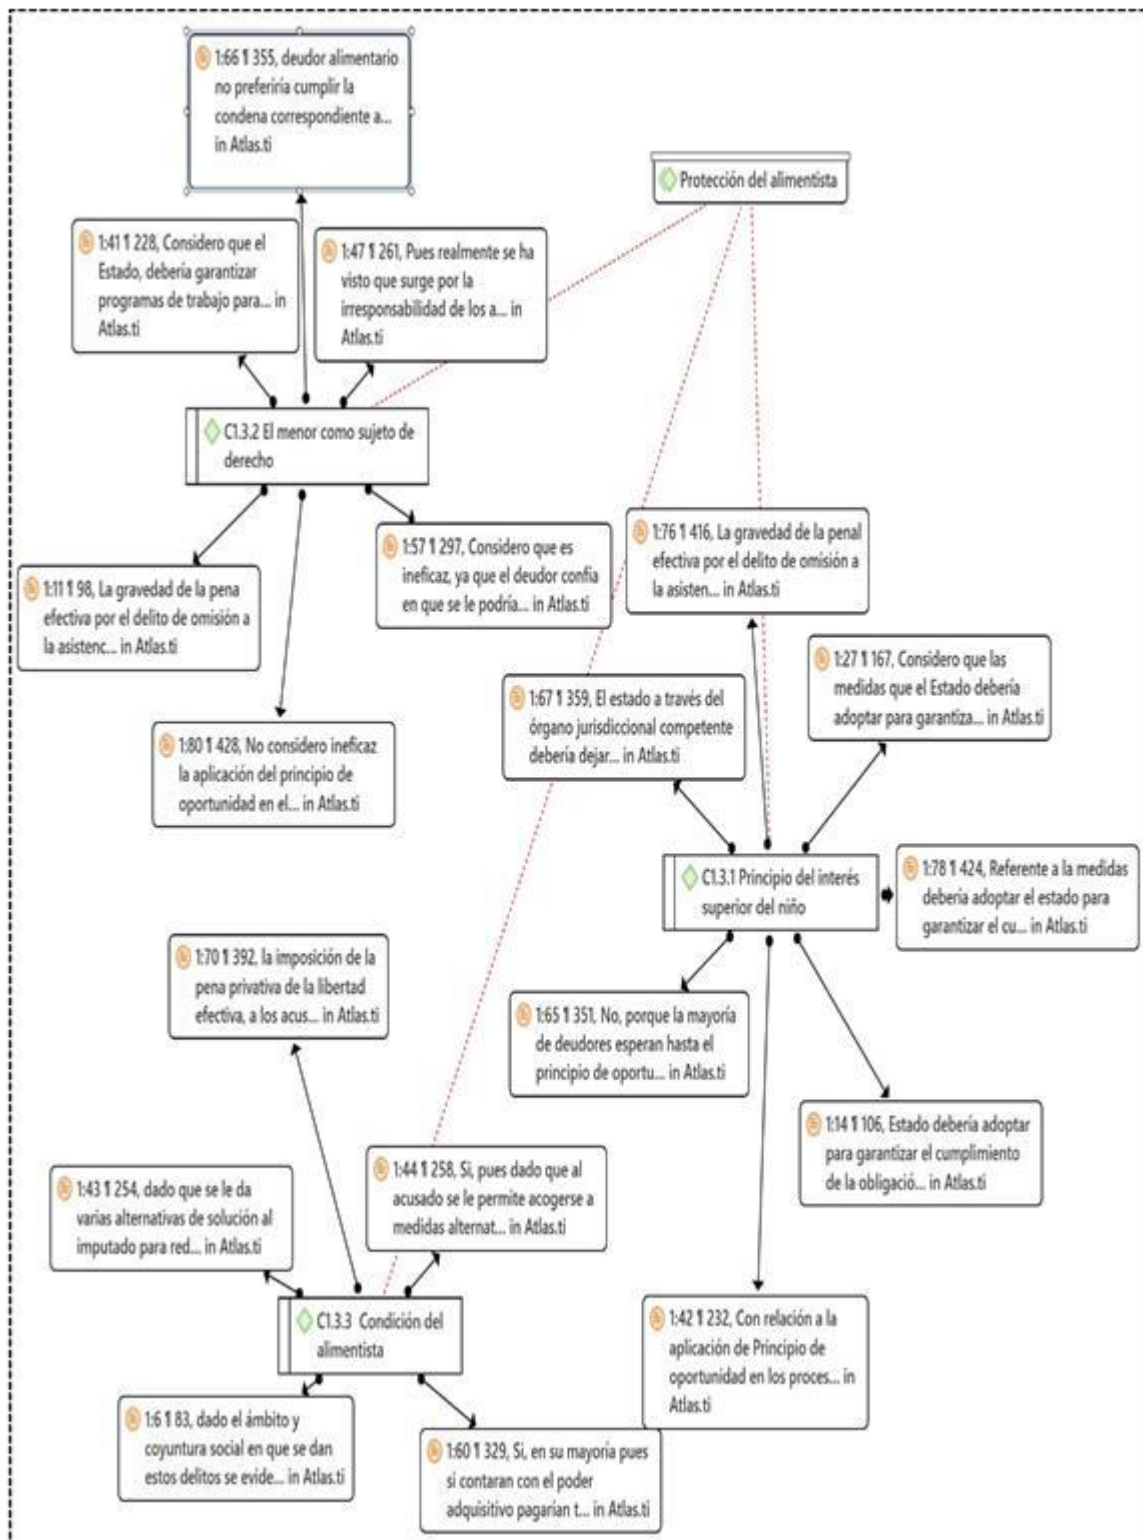 1:66 ¶ 355, deudor alimentario
no preferiría cumplir la
condena correspondiente a...
in Atlas.ti
Protección del alimentista
1:41 ¶ 228, Considero que el
Estado, debería garantizar
programas de trabajo para... in
Atlas.ti
1:47 ¶ 261, Pues realmente se ha
visto que surge por la
irresponsabilidad de los a... in
Atlas.ti
C1.3.2 El menor como sujeto de
derecho
1:57 ¶ 297, Considero que es
ineficaz, ya que el deudor confia
en que se le podría... in Atlas.ti
1:76 ¶ 416, La gravedad de la penal
efectiva por el delito de omisión a
la asisten... in Atlas.ti
1:11 ¶ 98, La gravedad de la pena
efectiva por el delito de omisión a
la asistenc... in Atlas.ti
1:27 ¶ 167, Considero que las
medidas que el Estado debería
adoptar para garantiza... in Atlas.ti
1:67 ¶ 359, El estado a través del
órgano jurisdiccional competente
debería dejar... in Atlas.ti
1:80 ¶ 428, No considero ineficaz
la aplicación del principio de
oportunidad en el... in Atlas.ti
C1.3.1 Principio del interés
superior del niño
1:78 ¶ 424, Referente a la medidas
debería adoptar el estado para
garantizar el cu... in Atlas.ti
1:70 ¶ 392, la imposición de la
pena privativa de la libertad
efectiva, a los acus... in Atlas.ti
1:65 ¶ 351, No, porque la mayoría
de deudores esperan hasta el
principio de oportu... in Atlas.ti
1:14 ¶ 106, Estado debería adoptar
para garantizar el cumplimiento
de la obligació... in Atlas.ti
1:43 ¶ 254, dado que se le da
varias alternativas de solución al
imputado para red... in Atlas.ti
1:44 ¶ 258, Si, pues dado que al
acusado se le permite acogerse a
medidas alternat... in Atlas.ti
C1.3.3 Condición del
alimentista
1:42 ¶ 232, Con relación a la
aplicación de Principio de
oportunidad en los proces... in
Atlas.ti
1:6 ¶ 83, dado el ámbito y
coyuntura social en que se dan
estos delitos se evide... in Atlas.ti
1:60 ¶ 329, Si, en su mayoría pues
si contaran con el poder
adquisitivo pagarían t... in Atlas.ti